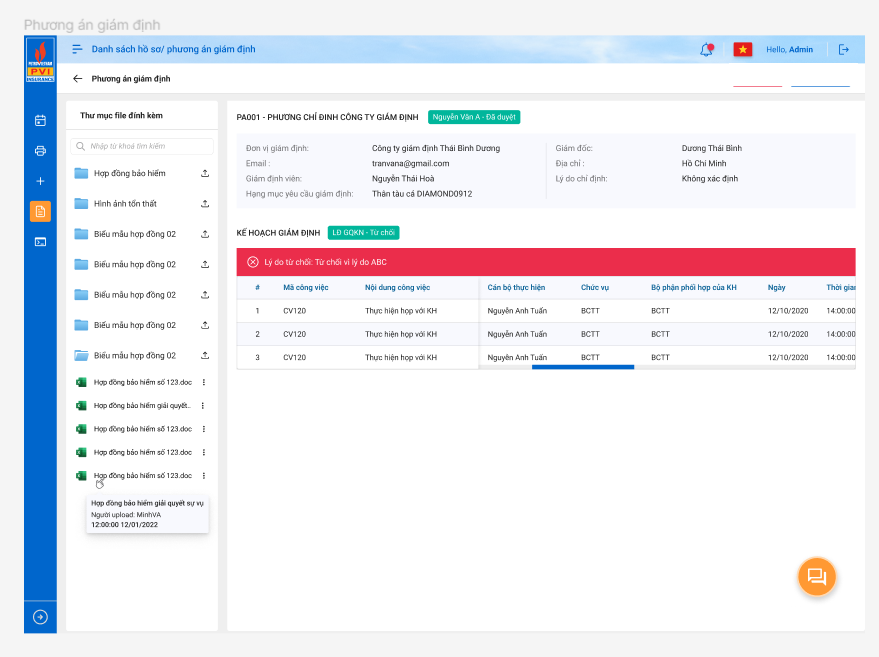 Phương án giám định
PETROVIETNAM
PVI
INSURANCE
Danh sách hồ sơ/ phương án giám định
Hello, Admin
Phương án giám định
Thư mục file đính kèm
Nhập từ khoá tìm kiếm
Hợp đồng bảo hiểm
Hình ảnh tổn thất
Biểu mẫu hợp đồng 02
Biểu mẫu hợp đồng 02
Biểu mẫu hợp đồng 02
Biểu mẫu hợp đồng 02
Biểu mẫu hợp đồng 02
Hợp đồng bảo hiểm số 123.doc
Hợp đồng bảo hiểm giải quyết..
Hợp đồng bảo hiểm số 123.doc
Hợp đồng bảo hiểm số 123.doc
Hợp đồng bảo hiểm số 123.doc
Hợp đồng bảo hiểm giải quyết sự vụ
Người upload: MinhVA
12:00:00 12/01/2022
PA001 - PHƯƠNG CHỈ ĐINH CÔNG TY GIÁM ĐỊNH Nguyễn Văn A - Đã duyệt
Đơn vị giám định: Công ty giám định Thái Bình Dương Giám đốc: Dương Thái Bình
Email : tranvana@gmail.com Địa chỉ : Hồ Chí Minh
Giám định viên: Nguyễn Thái Hoà Lý do chỉ định: Không xác định
Hạng mục yêu cầu giám định: Thân tàu cá DIAMOND0912
KẾ HOẠCH GIÁM ĐỊNH LĐ GQKN - Từ chối
Lý do từ chối: Từ chối vì lý do ABC
# Mã công việc Nội dung công việc Cán bộ thực hiện Chức vụ Bộ phận phối hợp của KH Ngày Thời gian
1 CV120 Thực hiện họp với KH Nguyễn Anh Tuấn BCTT BCTT 12/10/2020 14:00:00
2 CV120 Thực hiện họp với KH Nguyễn Anh Tuấn BCTT BCTT 12/10/2020 14:00:00
3 CV120 Thực hiện họp với KH Nguyễn Anh Tuấn BCTT BCTT 12/10/2020 14:00:00